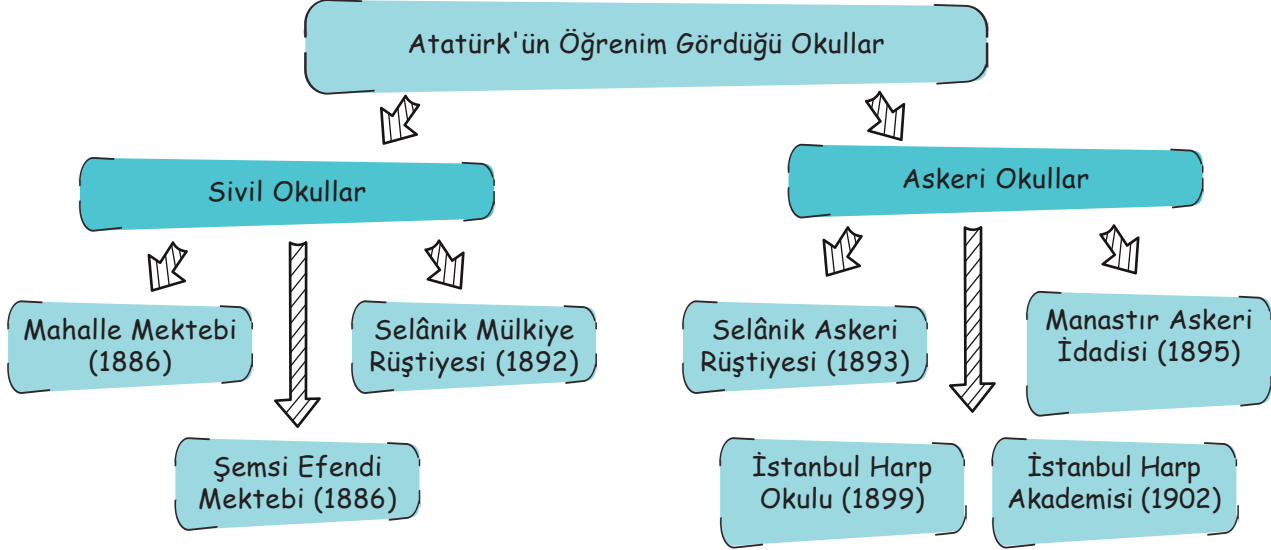 Atatürk'ün Öğrenim Gördüğü Okullar
Sivil Okullar
Askeri Okullar
Mahalle Mektebi
(1886)
Selânik Mülkiye
Rüştiyesi (1892)
Selânik Askeri
Rüştiyesi (1893)
Manastır Askeri
İdadisi (1895)
Şemsi Efendi
Mektebi (1886)
İstanbul Harp
Okulu (1899)
İstanbul Harp
Akademisi (1902)